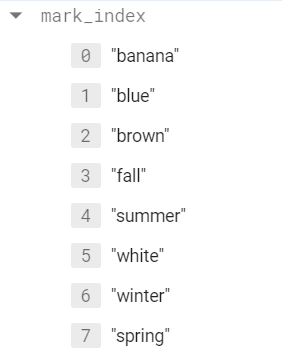 mark_index
0 "banana"
1 "blue"
2 "brown"
3 "fall"
4 "summer"
5 "white"
6 "winter"
7 "spring"